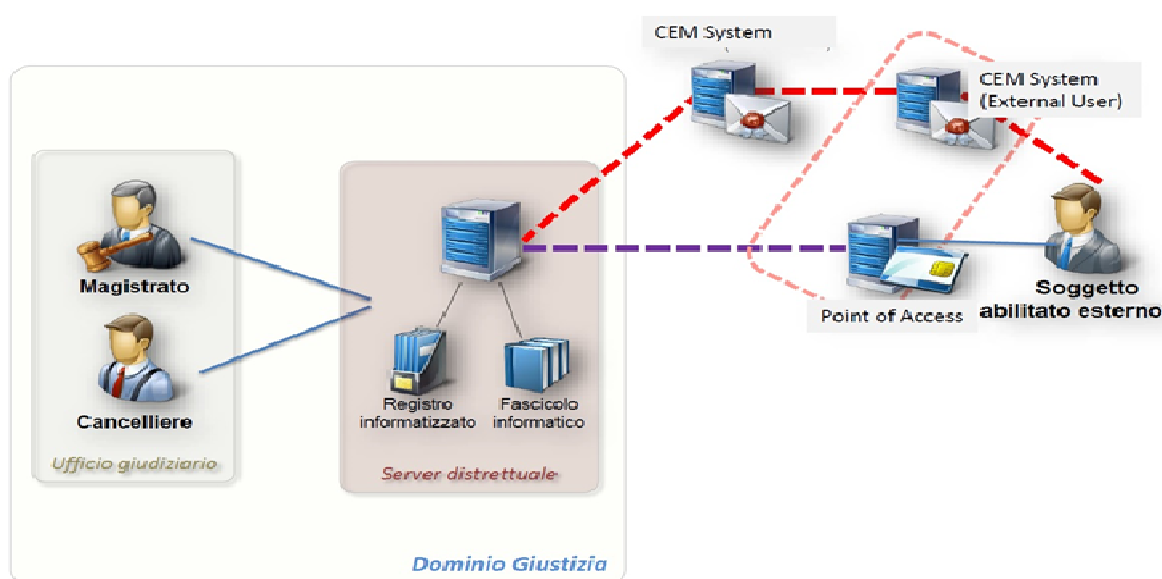 CEM System
CEM System
(External User)
Magistrato
Cancelliere
Ufficio giudiziario
Registro
informatizzato
Fascicolo
informatico
Server distrettuale
Point of Access
Soggetto
abilitato esterno
Dominio Giustizia